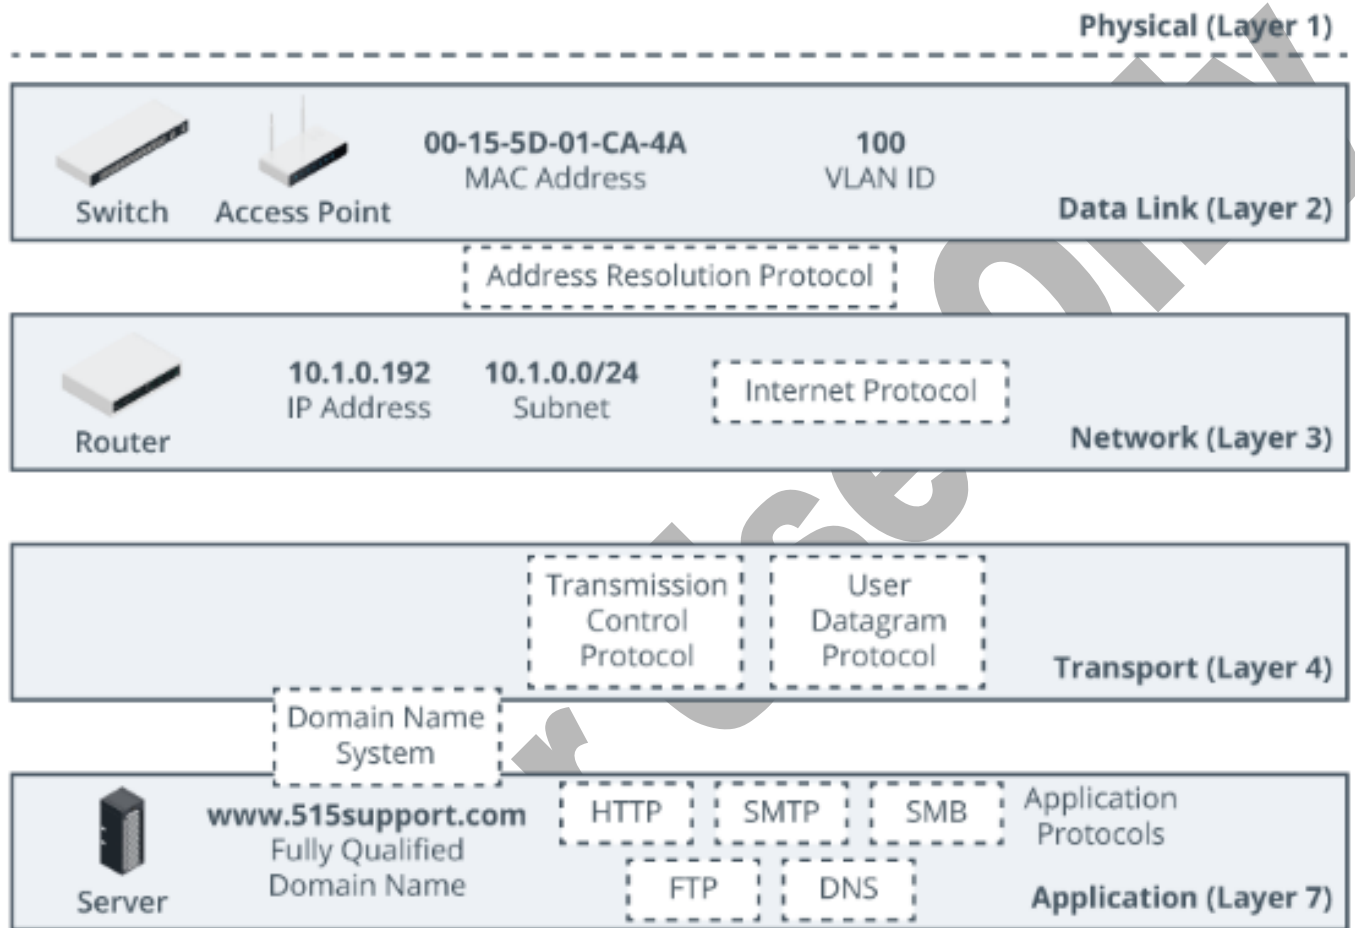 Physical (Layer 1)
00-15-5D-01-CA-4A
MAC Address
100
VLAN ID
Switch
Access Point
Data Link (Layer 2)
Address Resolution Protocol
10.1.0.192
IP Address
10.1.0.0/24
Subnet
Internet Protocol
Router
Network (Layer 3)
Transmission
Control
Protocol
User
Datagram
Protocol
Transport (Layer 4)
Domain Name
System
www.515support.com
Fully Qualified
Domain Name
Server
HTTP
SMTP
SMB
Application
Protocols
FTP
DNS
Application (Layer 7)